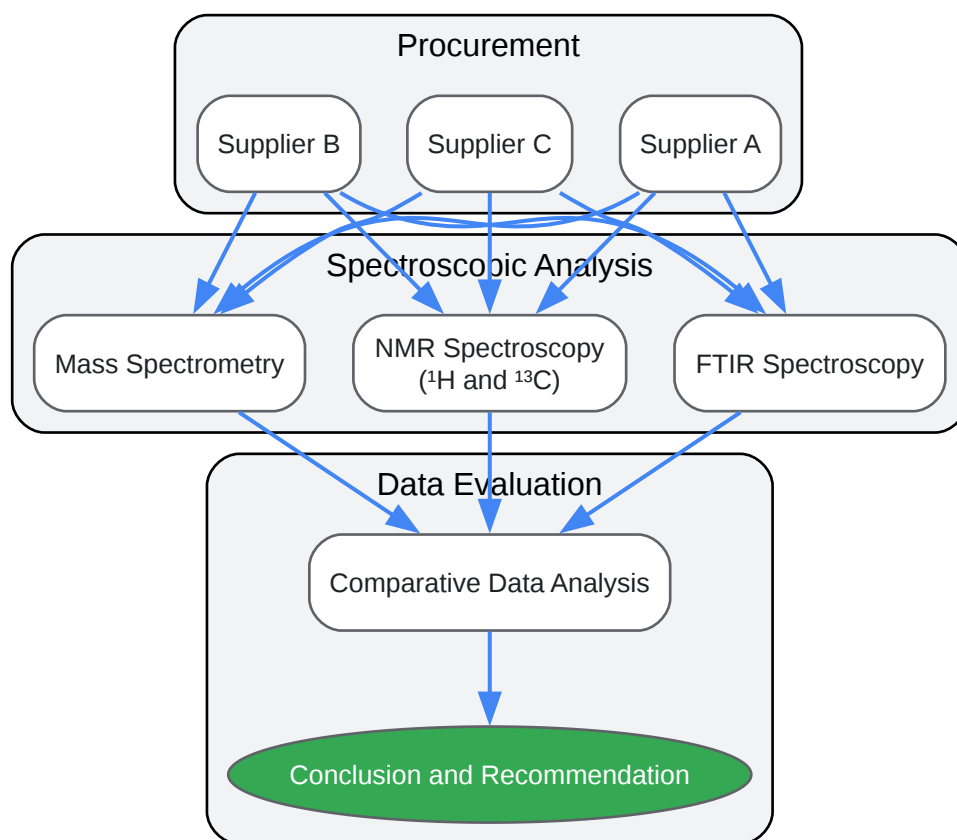 Procurement
Supplier B
Supplier C
Supplier A
Spectroscopic Analysis
Mass Spectrometry
NMR Spectroscopy
(¹H and ¹³C)
FTIR Spectroscopy
Data Evaluation
Comparative Data Analysis
Conclusion and Recommendation